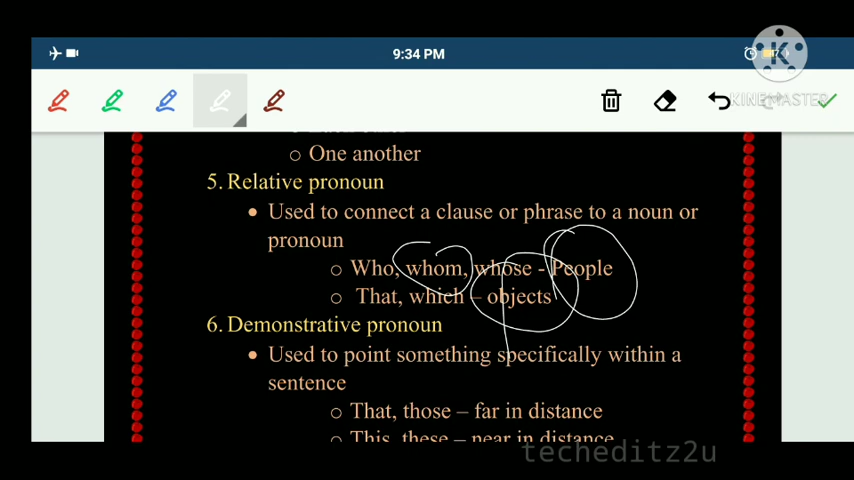 9:34 PM
KINEMASTER
One another
5. Relative pronoun
Used to connect a clause or phrase to a noun or
pronoun
Who, whom, whose - People
That, which – objects
6. Demonstrative pronoun
Used to point something specifically within a
sentence
That, those – far in distance
This, these – near in distance
techeditz2u